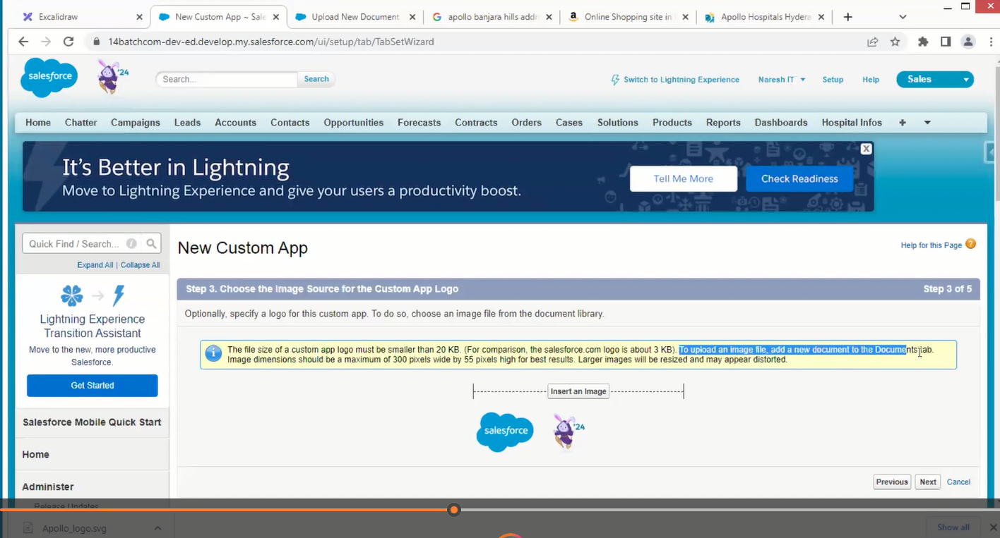 Excalidraw
New Custom App ~ Sale
Upload New Document
apollo banjara hills addr
Online Shopping site in
Apollo Hospitals Hydera
14batchcom-dev-ed.develop.my.salesforce.com/ui/setup/tab/TabSetWizard
salesforce
'24
Search...
Search
Switch to Lightning Experience
Naresh IT
Setup
Help
Sales
Home Chatter Campaigns Leads Accounts Contacts Opportunities Forecasts Contracts Orders Cases Solutions Products Reports Dashboards Hospital Infos +
It's Better in Lightning
Move to Lightning Experience and give your users a productivity boost.
Tell Me More
Check Readiness
X
Quick Find / Search...
Expand All | Collapse All
Lightning Experience
Transition Assistant
Move to the new, more productive
Salesforce.
Get Started
Salesforce Mobile Quick Start
Home
Administer
Release Updates
New Custom App
Help for this Page
Step 3. Choose the Image Source for the Custom App Logo
Step 3 of 5
Optionally, specify a logo for this custom app. To do so, choose an image file from the document library.
The file size of a custom app logo must be smaller than 20 KB. (For comparison, the salesforce.com logo is about 3 KB). To upload an image file, add a new document to the Documents tab.
Image dimensions should be a maximum of 300 pixels wide by 55 pixels high for best results. Larger images will be resized and may appear distorted.
Insert an Image
salesforce
'24
Previous
Next
Cancel
Apollo_logo.svg
Show all